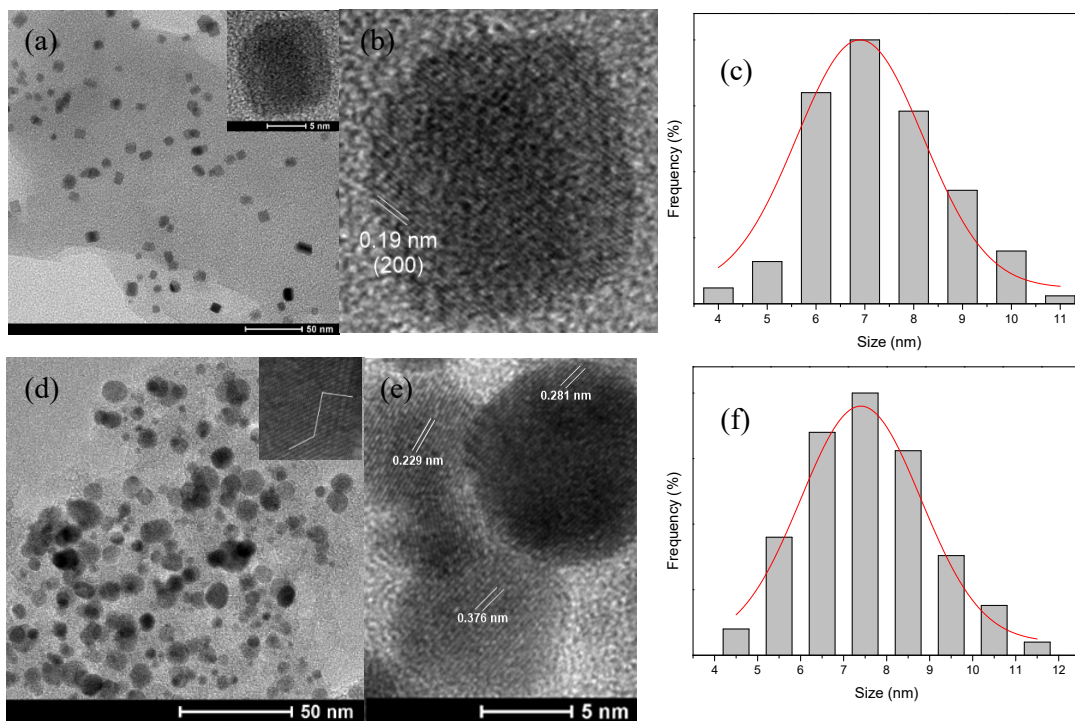 (a)
5 nm
50 nm
(b)
0.19 nm
(200)
(c)
Frequency (%)
4 5 6 7 8 9 10 11
Size (nm)
(d)
50 nm
(e)
0.281 nm
0.229 nm
0.376 nm
5 nm
(f)
Frequency (%)
4 5 6 7 8 9 10 11 12
Size (nm)